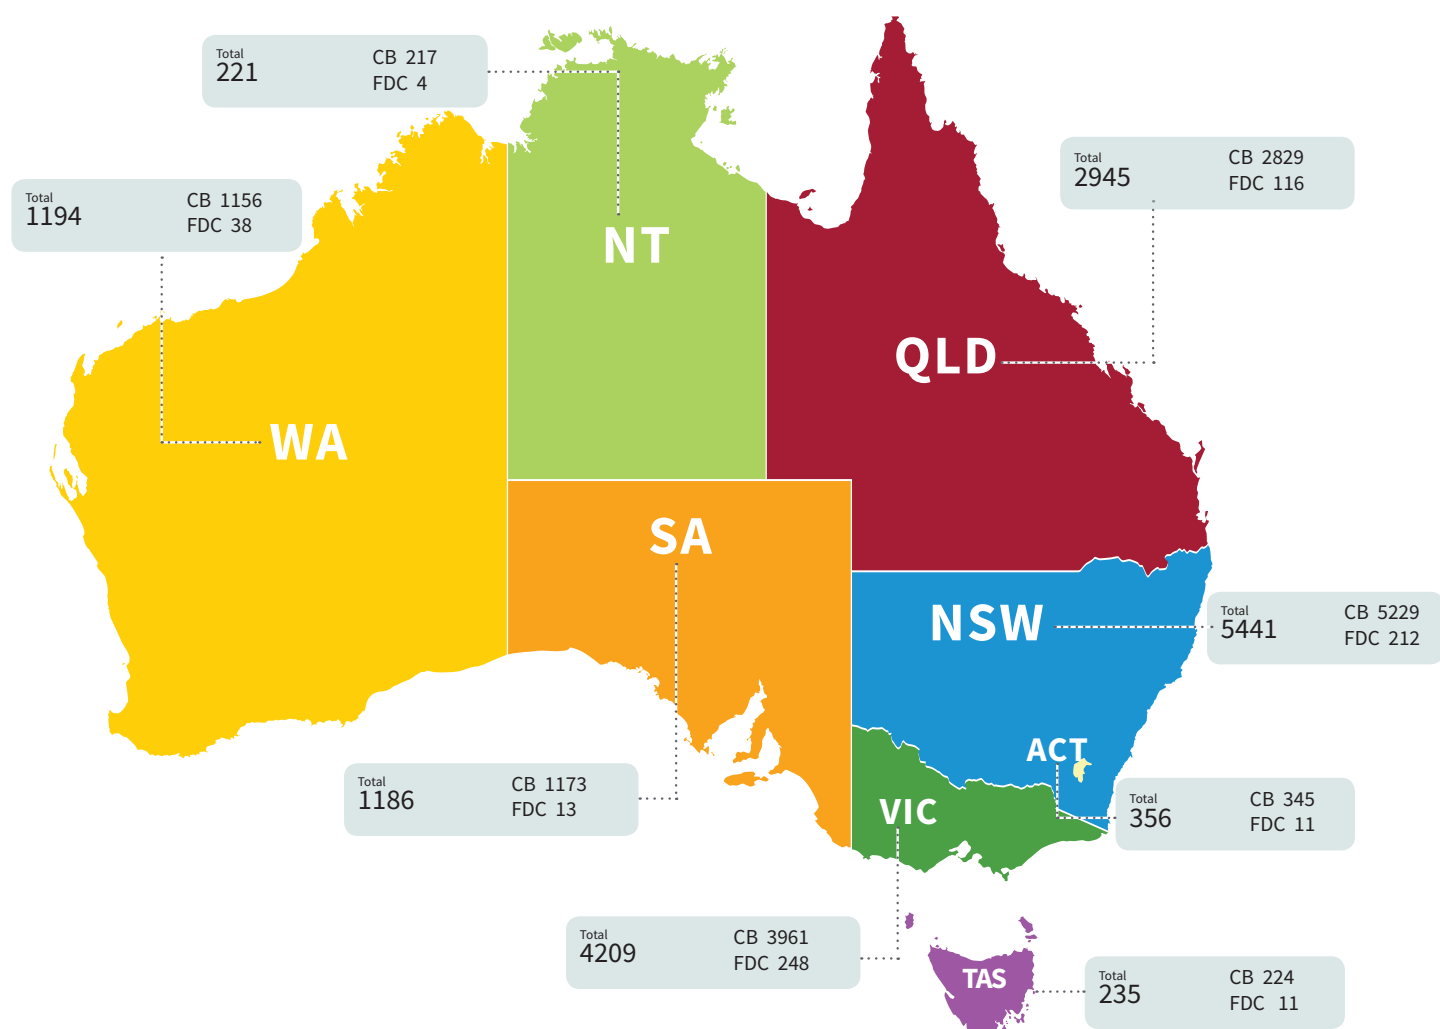 Total
221
CB 217
FDC 4
Total
2945
CB 2829
FDC 116
Total
1194
CB 1156
FDC 38
NT
QLD
WA
SA
NSW
Total
5441
CB 5229
FDC 212
ACT
Total
1186
CB 1173
FDC 13
VIC
Total
356
CB 345
FDC 11
Total
4209
CB 3961
FDC 248
TAS
Total
235
CB 224
FDC 11